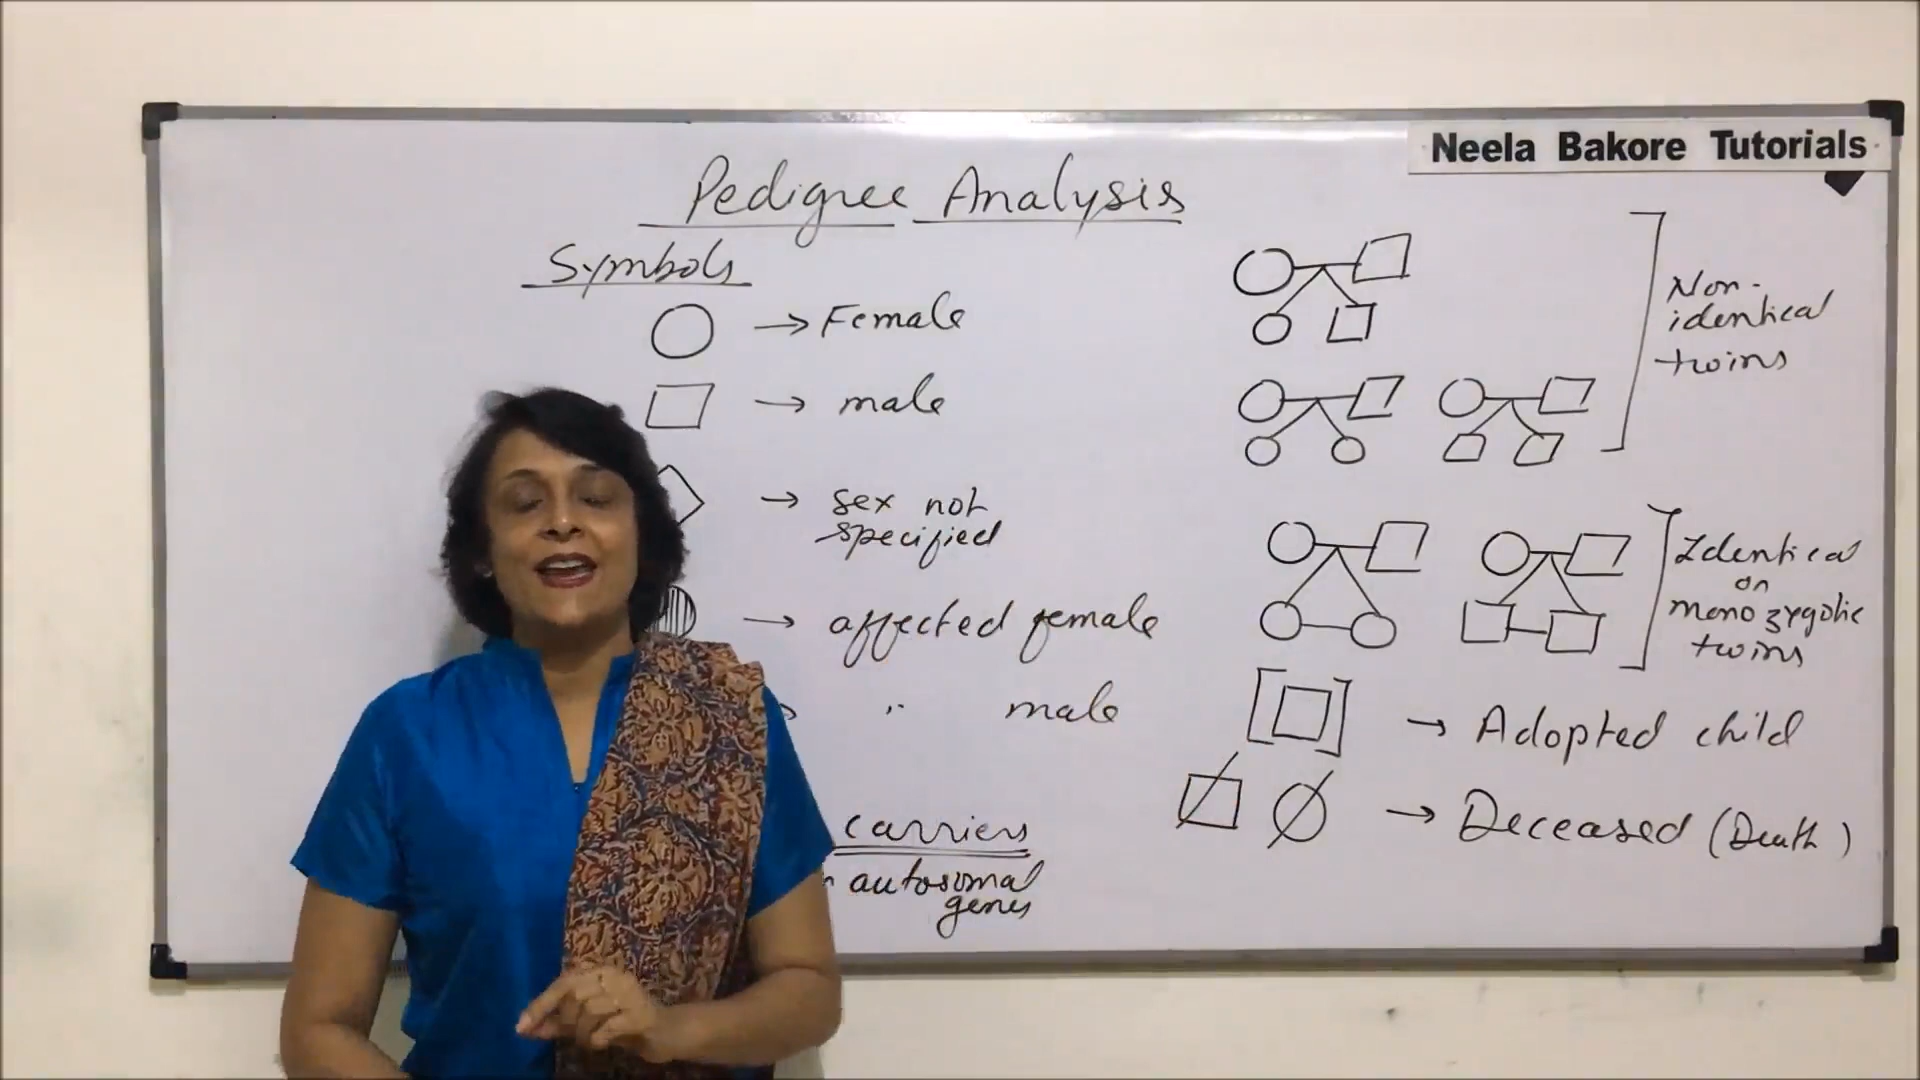 Neela Bakore Tutorials
Pedigree Analysis
Symbols
→ Female
→ male
→ sex not
specified
→ affected female
" male
carriers
autosomal
genes
Non-
identical
twins
Identical
or
monozygotic
twins
→ Adopted child
→ Deceased (Death)